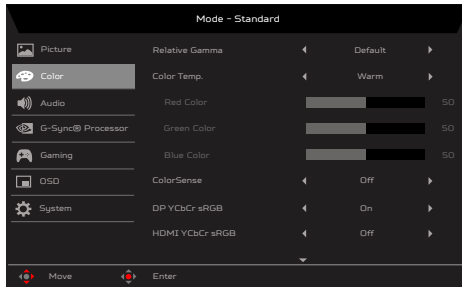 Mode - Standard
Picture Relative Gamma Default
Color Color Temp. Warm
Audio Red Color 50
G-Sync® Processor Green Color 50
Gaming Blue Color 50
OSD ColorSense Off
System DP YCbCr sRGB On
HDMI YCbCr sRGB Off
Move Enter